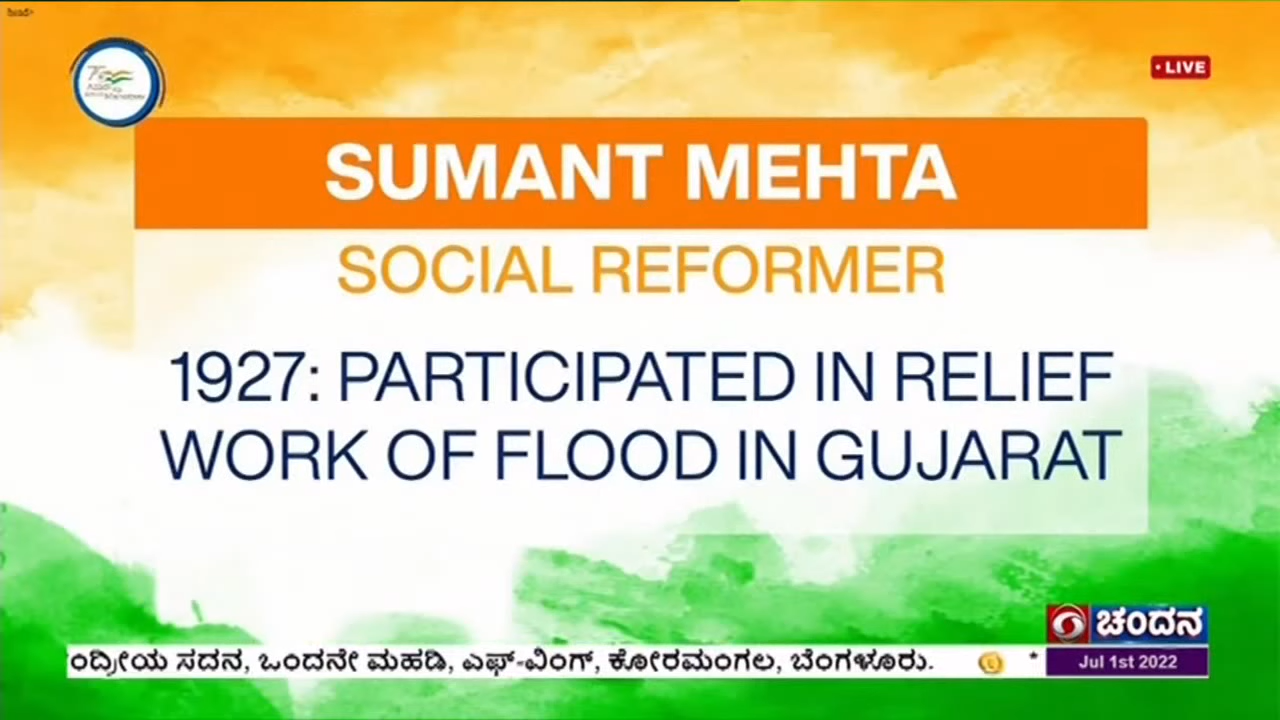 • LIVE
SUMANT MEHTA
SOCIAL REFORMER
1927: PARTICIPATED IN RELIEF
WORK OF FLOOD IN GUJARAT
ಚಂದನ
ಂದ್ರೀಯ ಸದನ, ಒಂದನೇ ಮಹಡಿ, ಎಫ್-ವಿಂಗ್, ಕೋರಮಂಗಲ, ಬೆಂಗಳೂರು. *
Jul 1st 2022